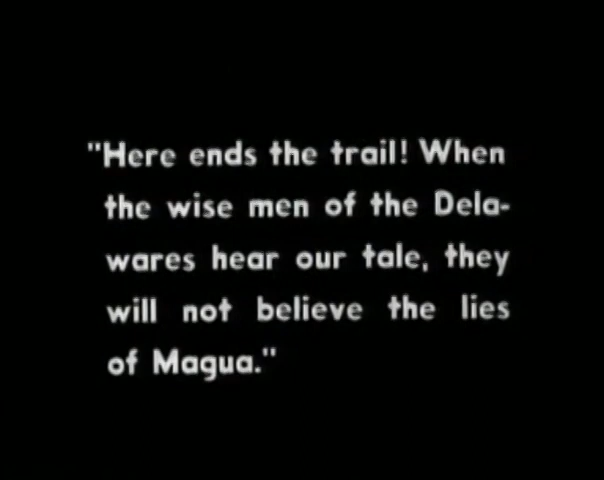 "Here ends the trail! When
the wise men of the Dela-
wares hear our tale, they
will not believe the lies
of Magua."